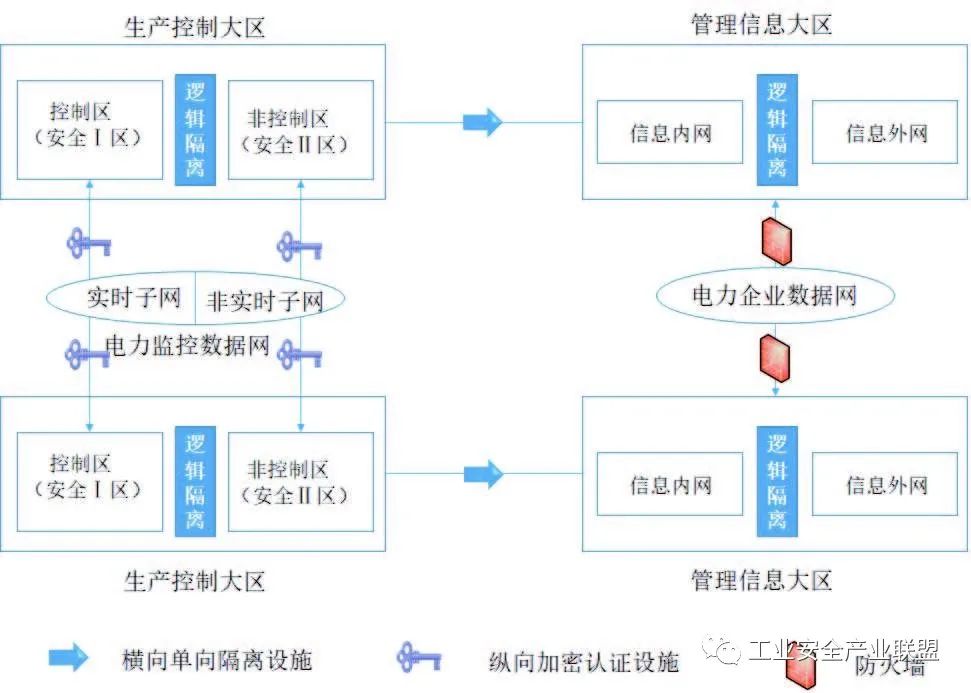 生产控制大区
管理信息大区
控制区
（安全Ⅰ区）
逻辑隔离
非控制区
（安全Ⅱ区）
信息内网
逻辑隔离
信息外网
实时子网
非实时子网
电力监控数据网
电力企业数据网
控制区
（安全Ⅰ区）
逻辑隔离
非控制区
（安全Ⅱ区）
信息内网
逻辑隔离
信息外网
生产控制大区
管理信息大区
横向单向隔离设施
纵向加密认证设施
防火墙
工业安全产业联盟